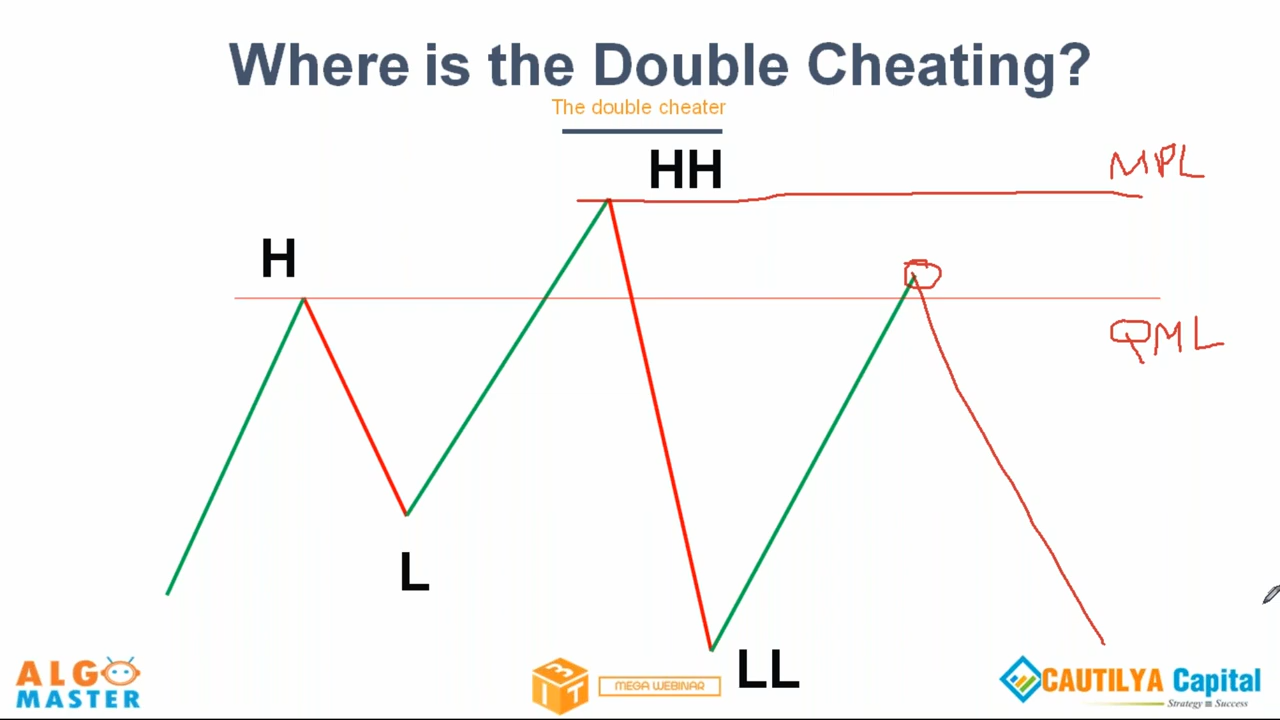 Where is the Double Cheating?
The double cheater
HH
MPL
H
QML
L
LL
ALGO
MASTER
BIT
MEGA WEBINAR
CAUTILYA Capital
Strategy = Success